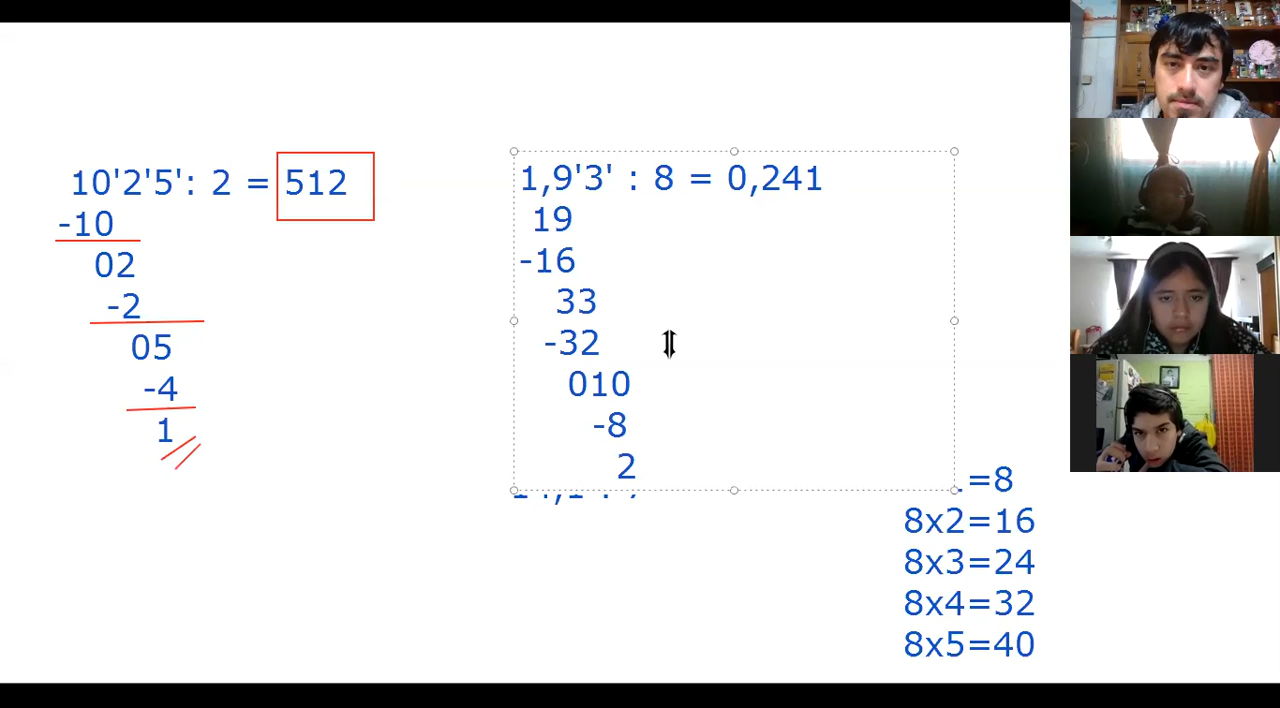 10'2'5': 2 = 512
-10
02
-2
05
-4
1
1,9'3' : 8 = 0,241
19
-16
33
-32
010
-8
2
=8
8x2=16
8x3=24
8x4=32
8x5=40